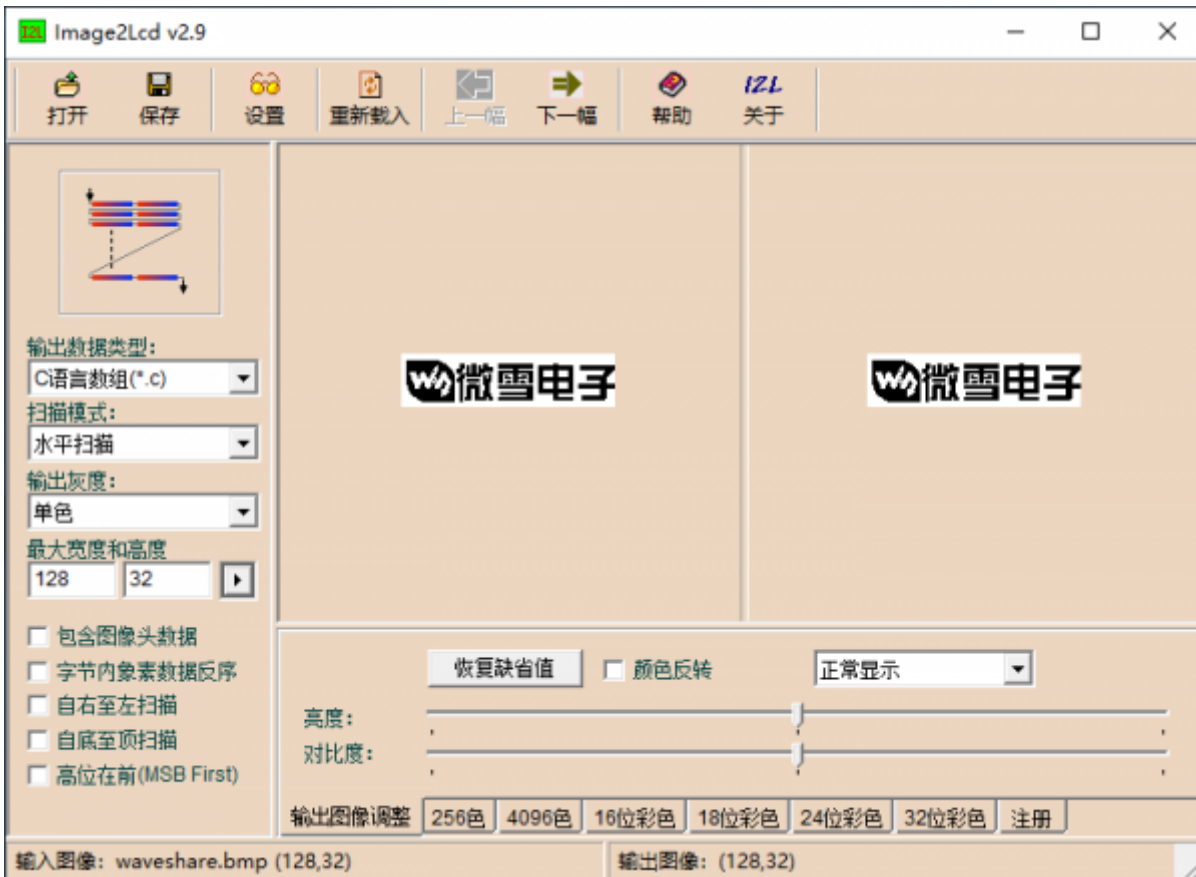 I2L Image2Lcd v2.9
打开 保存 设置 重新载入 上一幅 下一幅 帮助 I2L 关于
输出数据类型:
C语言数组(*.c)
扫描模式:
水平扫描
输出灰度:
单色
最大宽度和高度
128 32
包含图像头数据
字节内象素数据反序
自右至左扫描
自底至顶扫描
高位在前(MSB First)
微雪电子 微雪电子
恢复缺省值 颜色反转 正常显示
亮度:
对比度:
输出图像调整 256色 4096色 16位彩色 18位彩色 24位彩色 32位彩色 注册
输入图像: waveshare.bmp (128,32) 输出图像: (128,32)